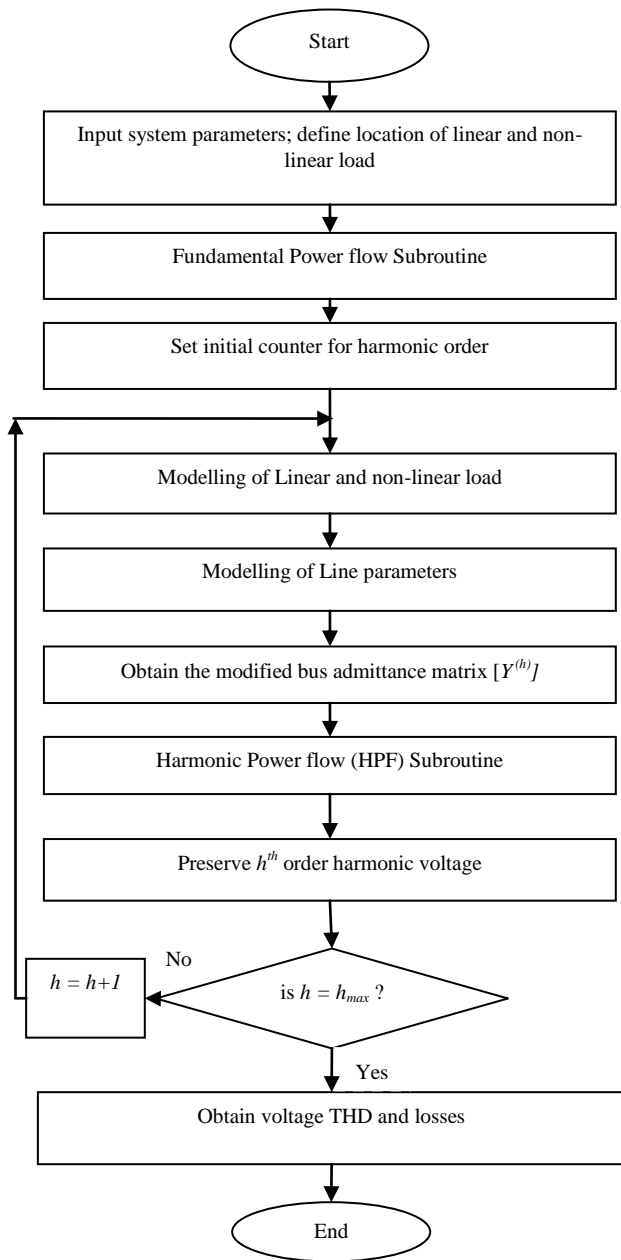 Start
Input system parameters; define location of linear and non-
linear load
Fundamental Power flow Subroutine
Set initial counter for harmonic order
Modelling of Linear and non-linear load
Modelling of Line parameters
Obtain the modified bus admittance matrix [Y^(h)]
Harmonic Power flow (HPF) Subroutine
Preserve h^th order harmonic voltage
No
h = h+1
is h = h_max ?
Yes
Obtain voltage THD and losses
End